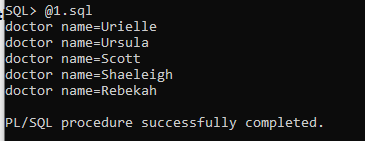 SQL> @1.sql
doctor name=Urielle
doctor name=Ursula
doctor name=Scott
doctor name=Shaeleigh
doctor name=Rebekah
PL/SQL procedure successfully completed.